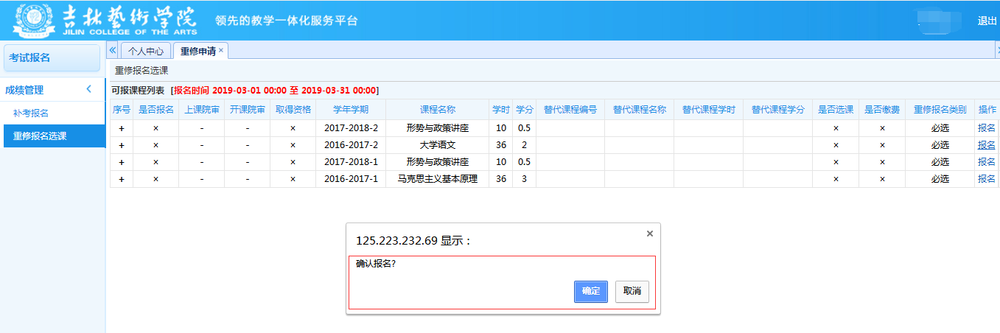 吉林藝術学院
JILIN COLLEGE OF THE ARTS
领先的教学一体化服务平台
退出
考试报名
个人中心
重修申请
成绩管理
补考报名
重修报名选课
重修报名选课
可报课程列表 [报名时间 2019-03-01 00:00 至 2019-03-31 00:00]
序号 是否报名 上课院审 开课院审 取得资格 学年学期 课程名称 学时 学分 替代课程编号 替代课程名称 替代课程学时 替代课程学分 是否选课 是否缴费 重修报名类别 操作
+ × - - × 2017-2018-2 形势与政策讲座 10 0.5 × × 必选 报名
+ × - - × 2016-2017-2 大学语文 36 2 × × 必选 报名
+ × - - × 2017-2018-1 形势与政策讲座 10 0.5 × × 必选 报名
+ × - - × 2016-2017-1 马克思主义基本原理 36 3 × × 必选 报名
125.223.232.69 显示：
确认报名?
确定 取消